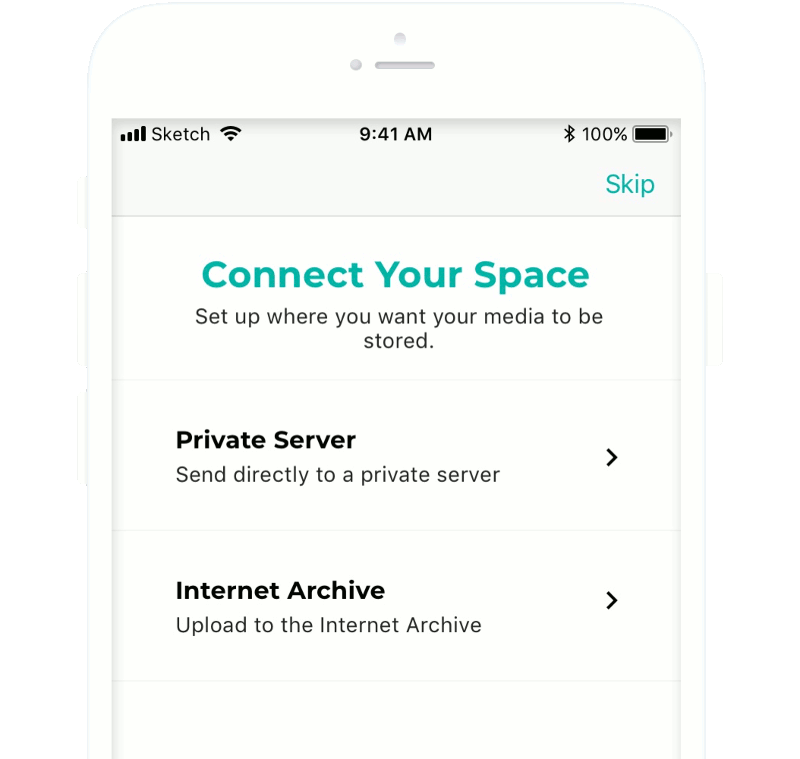 Sketch 9:41 AM 100%
Skip
Connect Your Space
Set up where you want your media to be
stored.
Private Server
Send directly to a private server
Internet Archive
Upload to the Internet Archive